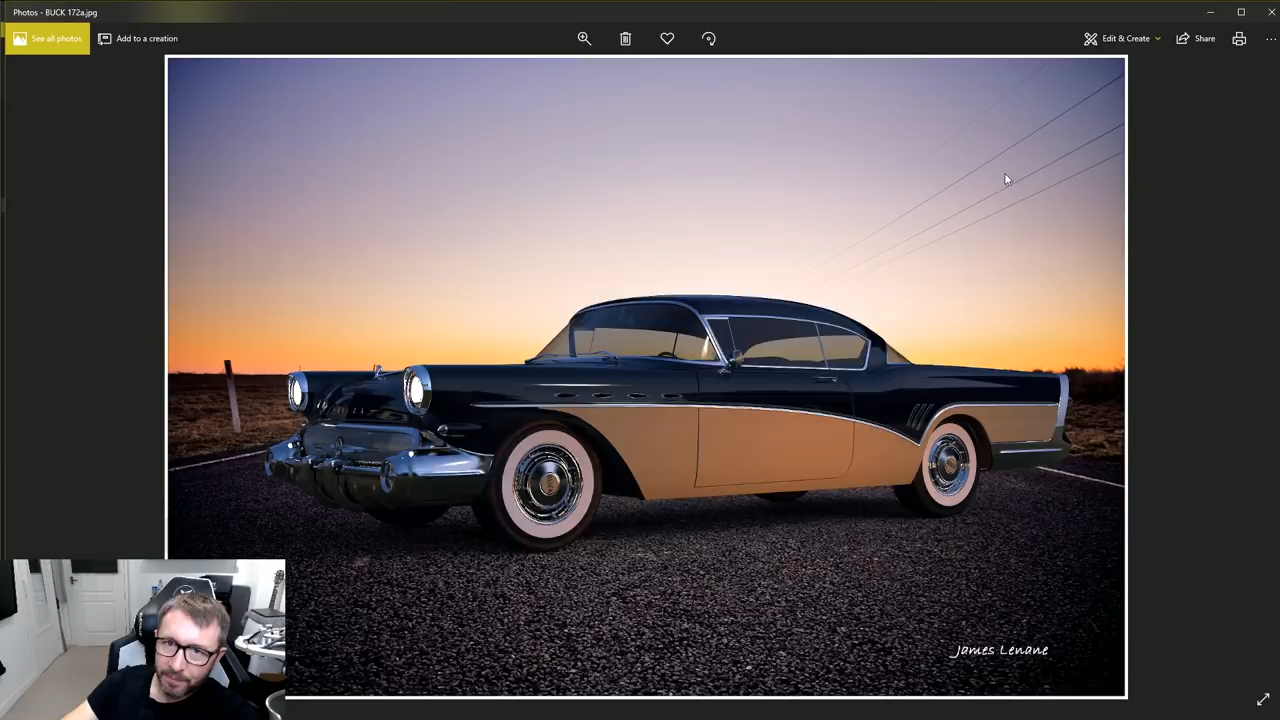 Photos - BUCK 172a.jpg
See all photos
Add to a creation
Edit & Create
Share
James Lenane